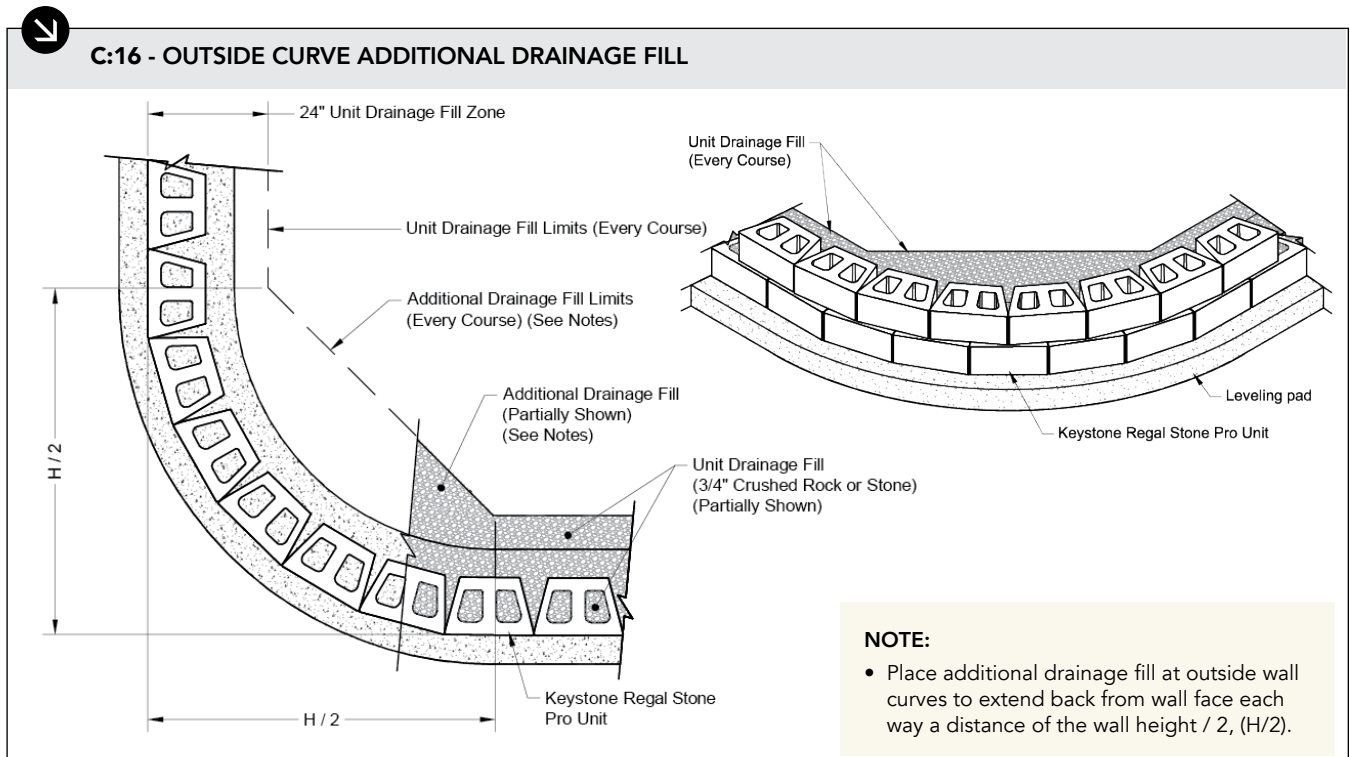 C:16 - OUTSIDE CURVE ADDITIONAL DRAINAGE FILL
24" Unit Drainage Fill Zone
Unit Drainage Fill Limits (Every Course)
Additional Drainage Fill Limits
(Every Course) (See Notes)
Additional Drainage Fill
(Partially Shown)
(See Notes)
Unit Drainage Fill
(3/4" Crushed Rock or Stone)
(Partially Shown)
H / 2
H / 2
Keystone Regal Stone
Pro Unit
Unit Drainage Fill
(Every Course)
Leveling pad
Keystone Regal Stone Pro Unit
NOTE:
• Place additional drainage fill at outside wall
curves to extend back from wall face each
way a distance of the wall height / 2, (H/2).